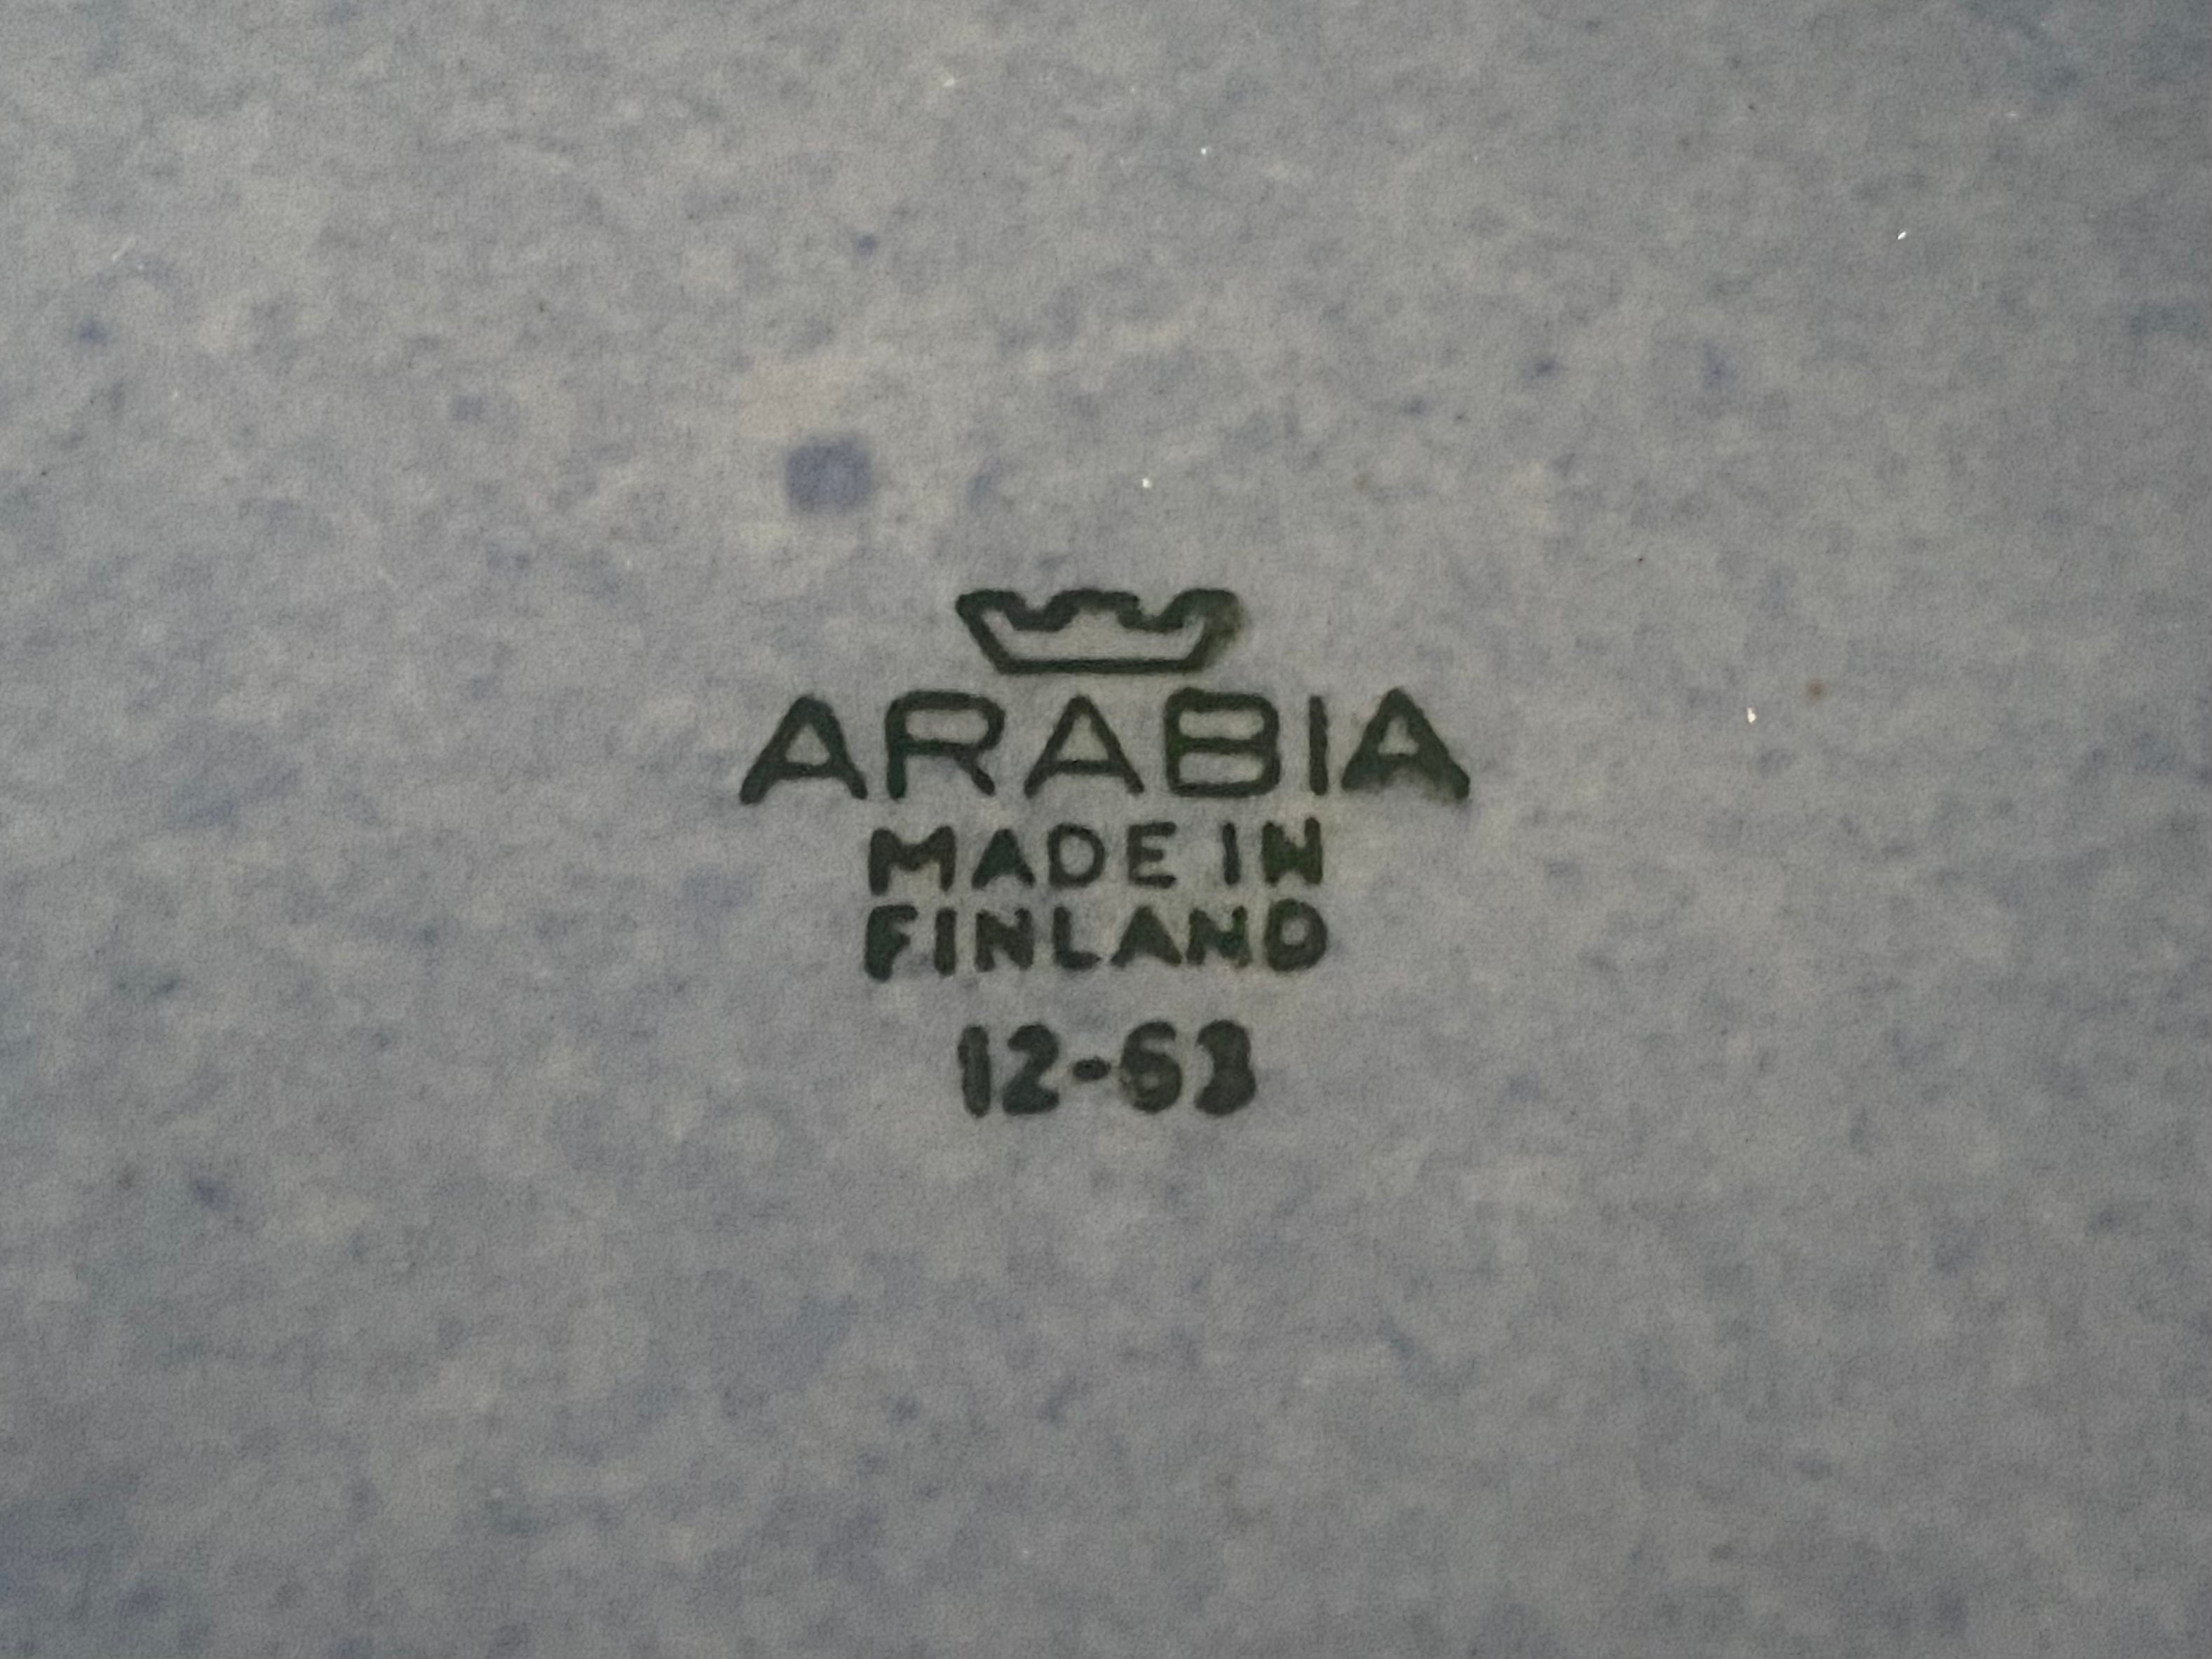 ARABIA
MADE IN
FINLAND
12-63